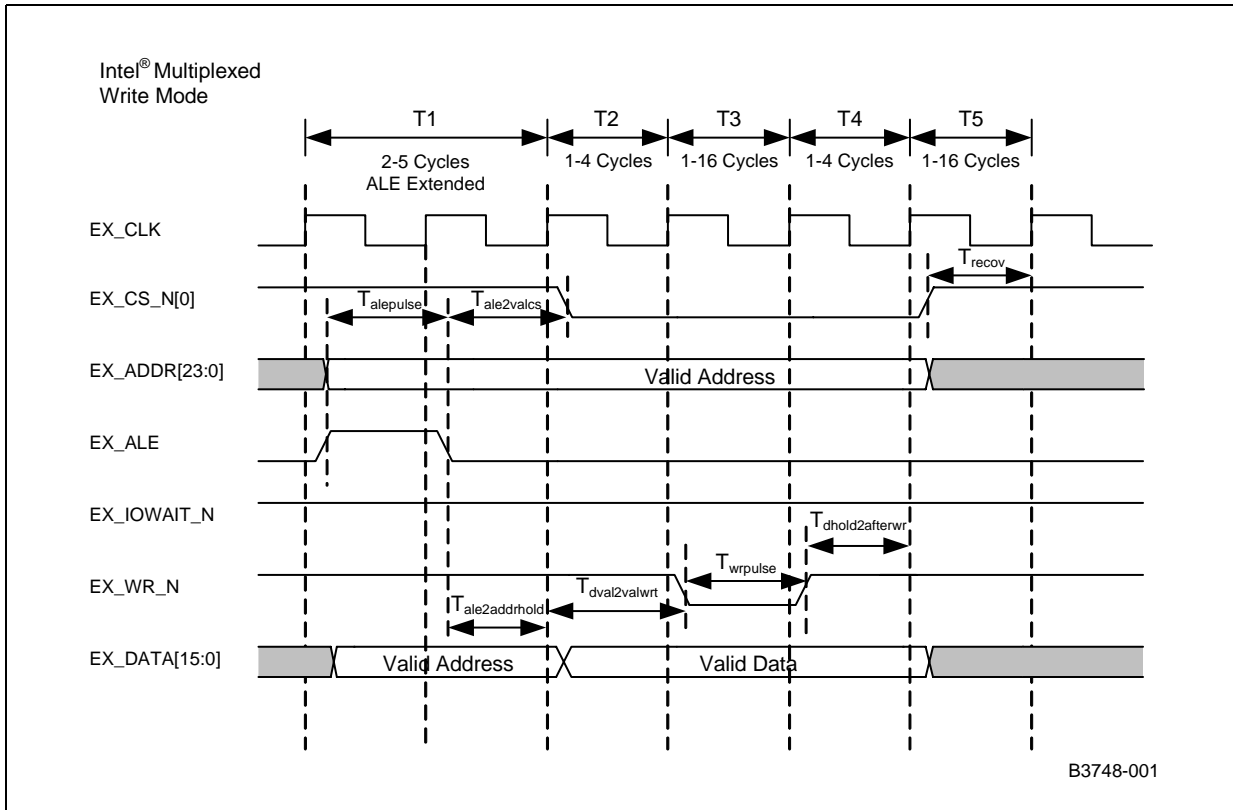 Intel® Multiplexed
Write Mode
T1 T2 T3 T4 T5
2-5 Cycles 1-4 Cycles 1-16 Cycles 1-4 Cycles 1-16 Cycles
ALE Extended
EX_CLK
Trecov
EX_CS_N[0]
Talepulse Tale2valcs
EX_ADDR[23:0] Valid Address
EX_ALE
EX_IOWAIT_N
Tdhold2afterwr
Twrpulse
EX_WR_N
Tale2addrhold Tdval2valwrt
EX_DATA[15:0] Valid Address Valid Data
B3748-001